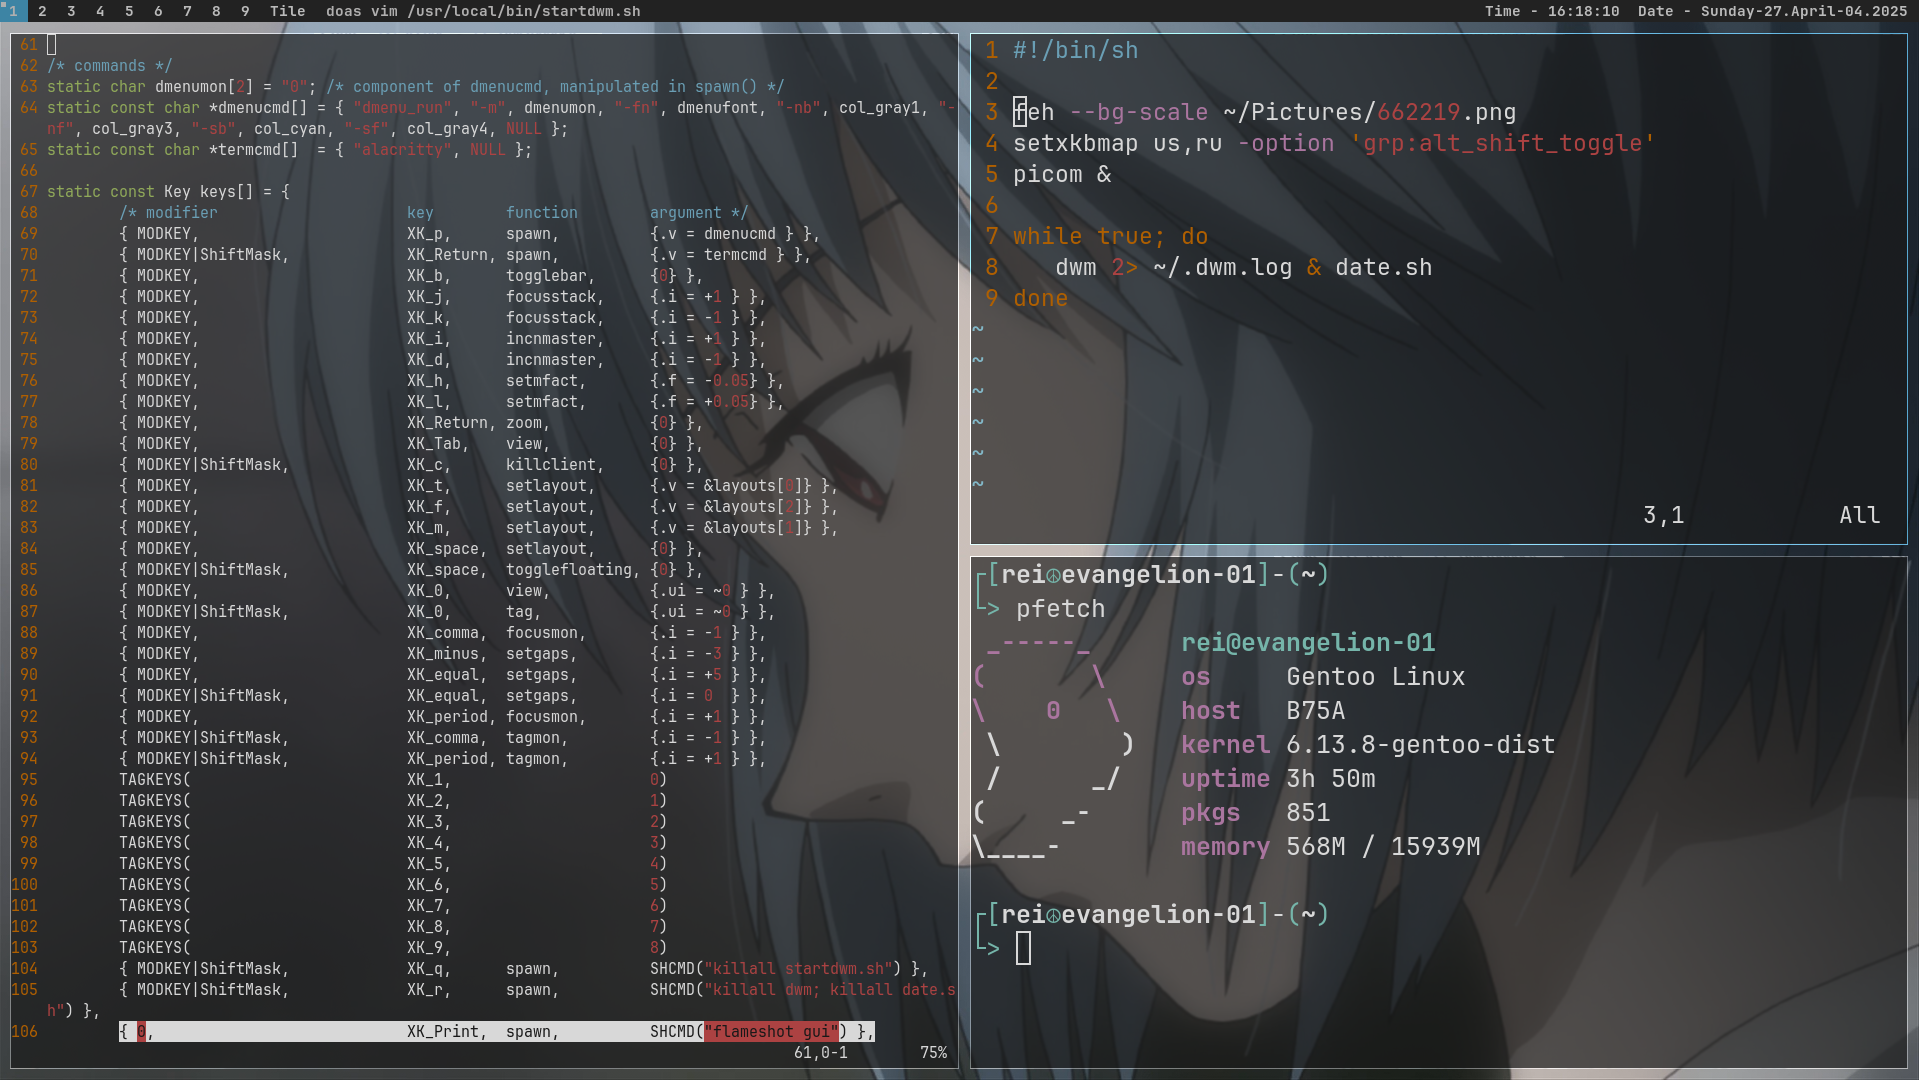 1 2 3 4 5 6 7 8 9 Tile doas vim /usr/local/bin/startdwm.sh Time - 16:18:10 Date - Sunday-27.April-04.2025
61
62 /* commands */
63 static char dmenumon[2] = "0"; /* component of dmenucmd, manipulated in spawn() */
64 static const char *dmenucmd[] = { "dmenu_run", "-m", dmenumon, "-fn", dmenufont, "-nb", col_gray1, "-
nf", col_gray3, "-sb", col_cyan, "-sf", col_gray4, NULL };
65 static const char *termcmd[]  = { "alacritty", NULL };
66
67 static const Key keys[] = {
68 /* modifier key function argument */
69 { MODKEY, XK_p, spawn, {.v = dmenucmd } },
70 { MODKEY|ShiftMask, XK_Return, spawn, {.v = termcmd } },
71 { MODKEY, XK_b, togglebar, {0} },
72 { MODKEY, XK_j, focusstack, {.i = +1 } },
73 { MODKEY, XK_k, focusstack, {.i = -1 } },
74 { MODKEY, XK_i, incnmaster, {.i = +1 } },
75 { MODKEY, XK_d, incnmaster, {.i = -1 } },
76 { MODKEY, XK_h, setmfact, {.f = -0.05} },
77 { MODKEY, XK_l, setmfact, {.f = +0.05} },
78 { MODKEY, XK_Return, zoom, {0} },
79 { MODKEY, XK_Tab, view, {0} },
80 { MODKEY|ShiftMask, XK_c, killclient, {0} },
81 { MODKEY, XK_t, setlayout, {.v = &layouts[0]} },
82 { MODKEY, XK_f, setlayout, {.v = &layouts[2]} },
83 { MODKEY, XK_m, setlayout, {.v = &layouts[1]} },
84 { MODKEY, XK_space, setlayout, {0} },
85 { MODKEY|ShiftMask, XK_space, togglefloating, {0} },
86 { MODKEY, XK_0, view, {.ui = ~0 } },
87 { MODKEY|ShiftMask, XK_0, tag, {.ui = ~0 } },
88 { MODKEY, XK_comma, focusmon, {.i = -1 } },
89 { MODKEY, XK_minus, setgaps, {.i = -3 } },
90 { MODKEY, XK_equal, setgaps, {.i = +5 } },
91 { MODKEY|ShiftMask, XK_equal, setgaps, {.i = 0  } },
92 { MODKEY, XK_period, focusmon, {.i = +1 } },
93 { MODKEY|ShiftMask, XK_comma, tagmon, {.i = -1 } },
94 { MODKEY|ShiftMask, XK_period, tagmon, {.i = +1 } },
95 TAGKEYS( XK_1, 0)
96 TAGKEYS( XK_2, 1)
97 TAGKEYS( XK_3, 2)
98 TAGKEYS( XK_4, 3)
99 TAGKEYS( XK_5, 4)
100 TAGKEYS( XK_6, 5)
101 TAGKEYS( XK_7, 6)
102 TAGKEYS( XK_8, 7)
103 TAGKEYS( XK_9, 8)
104 { MODKEY|ShiftMask, XK_q, spawn, SHCMD("killall startdwm.sh") },
105 { MODKEY|ShiftMask, XK_r, spawn, SHCMD("killall dwm; killall date.s
h") },
106 { 0, XK_Print, spawn, SHCMD("flameshot gui") },
61,0-1 75%
1 #!/bin/sh
2
3 feh --bg-scale ~/Pictures/662219.png
4 setxkbmap us,ru -option 'grp:alt_shift_toggle'
5 picom &
6
7 while true; do
8    dwm 2> ~/.dwm.log & date.sh
9 done
~
~
~
~
~
~
3,1 All
┌[rei☮evangelion-01]-(~)
└> pfetch
 _-----_      rei@evangelion-01
(       \     os     Gentoo Linux
\    0   \    host   B75A
 \        )   kernel 6.13.8-gentoo-dist
 /      _/    uptime 3h 50m
(     _-      pkgs   851
\____-        memory 568M / 15939M
┌[rei☮evangelion-01]-(~)
└>